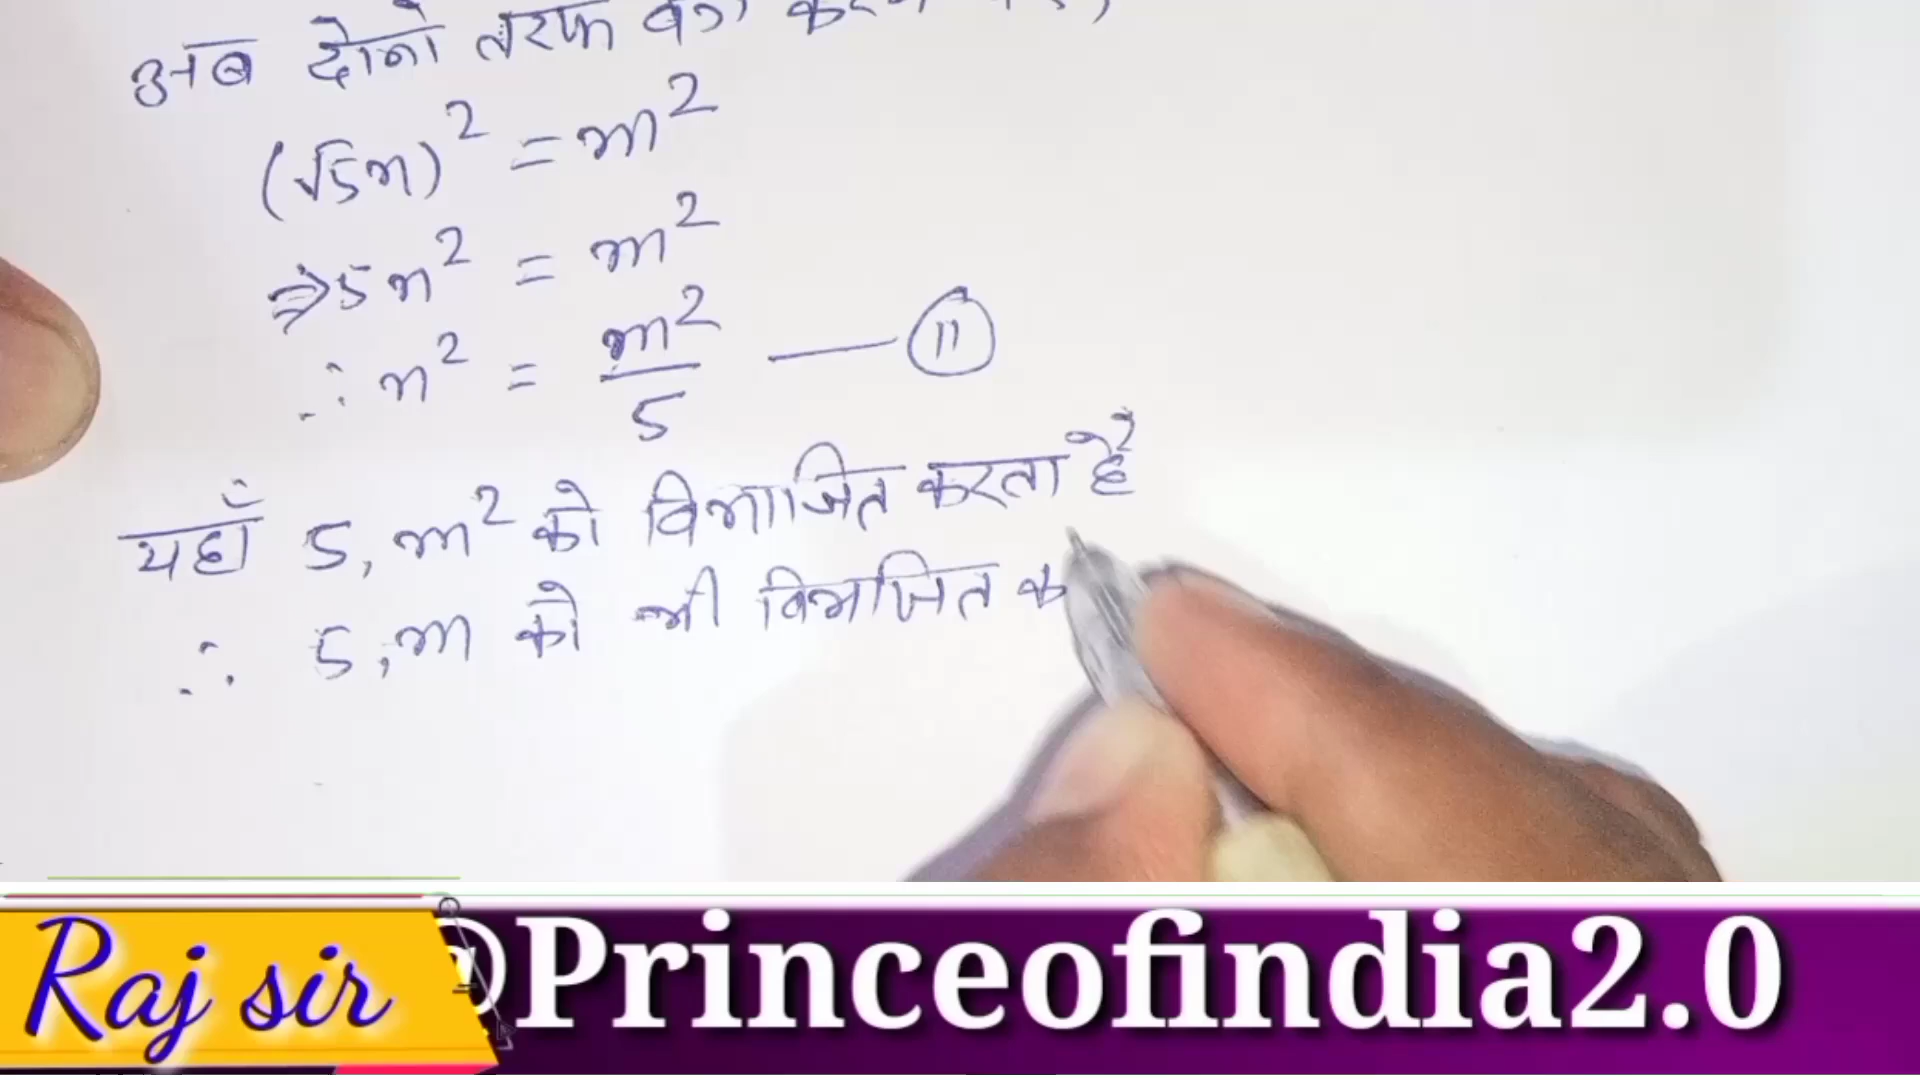 अब दोनो तरफ
(√5n)² = m²
⇒ 5n² = m²
∴ n² = m²/5 —— (ii)
यहाँ 5, m² को विभाजित करता है
∴ 5, m को भी विभाजित क
Raj sir
@Princeofindia2.0